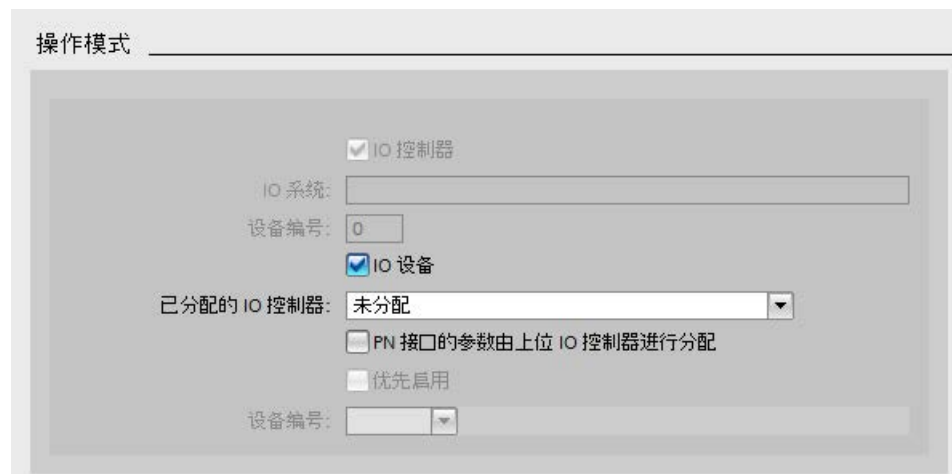 操作模式
IO 控制器
IO 系统:
设备编号: 0
IO 设备
已分配的 IO 控制器: 未分配
PN 接口的参数由上位 IO 控制器进行分配
优先启用
设备编号: